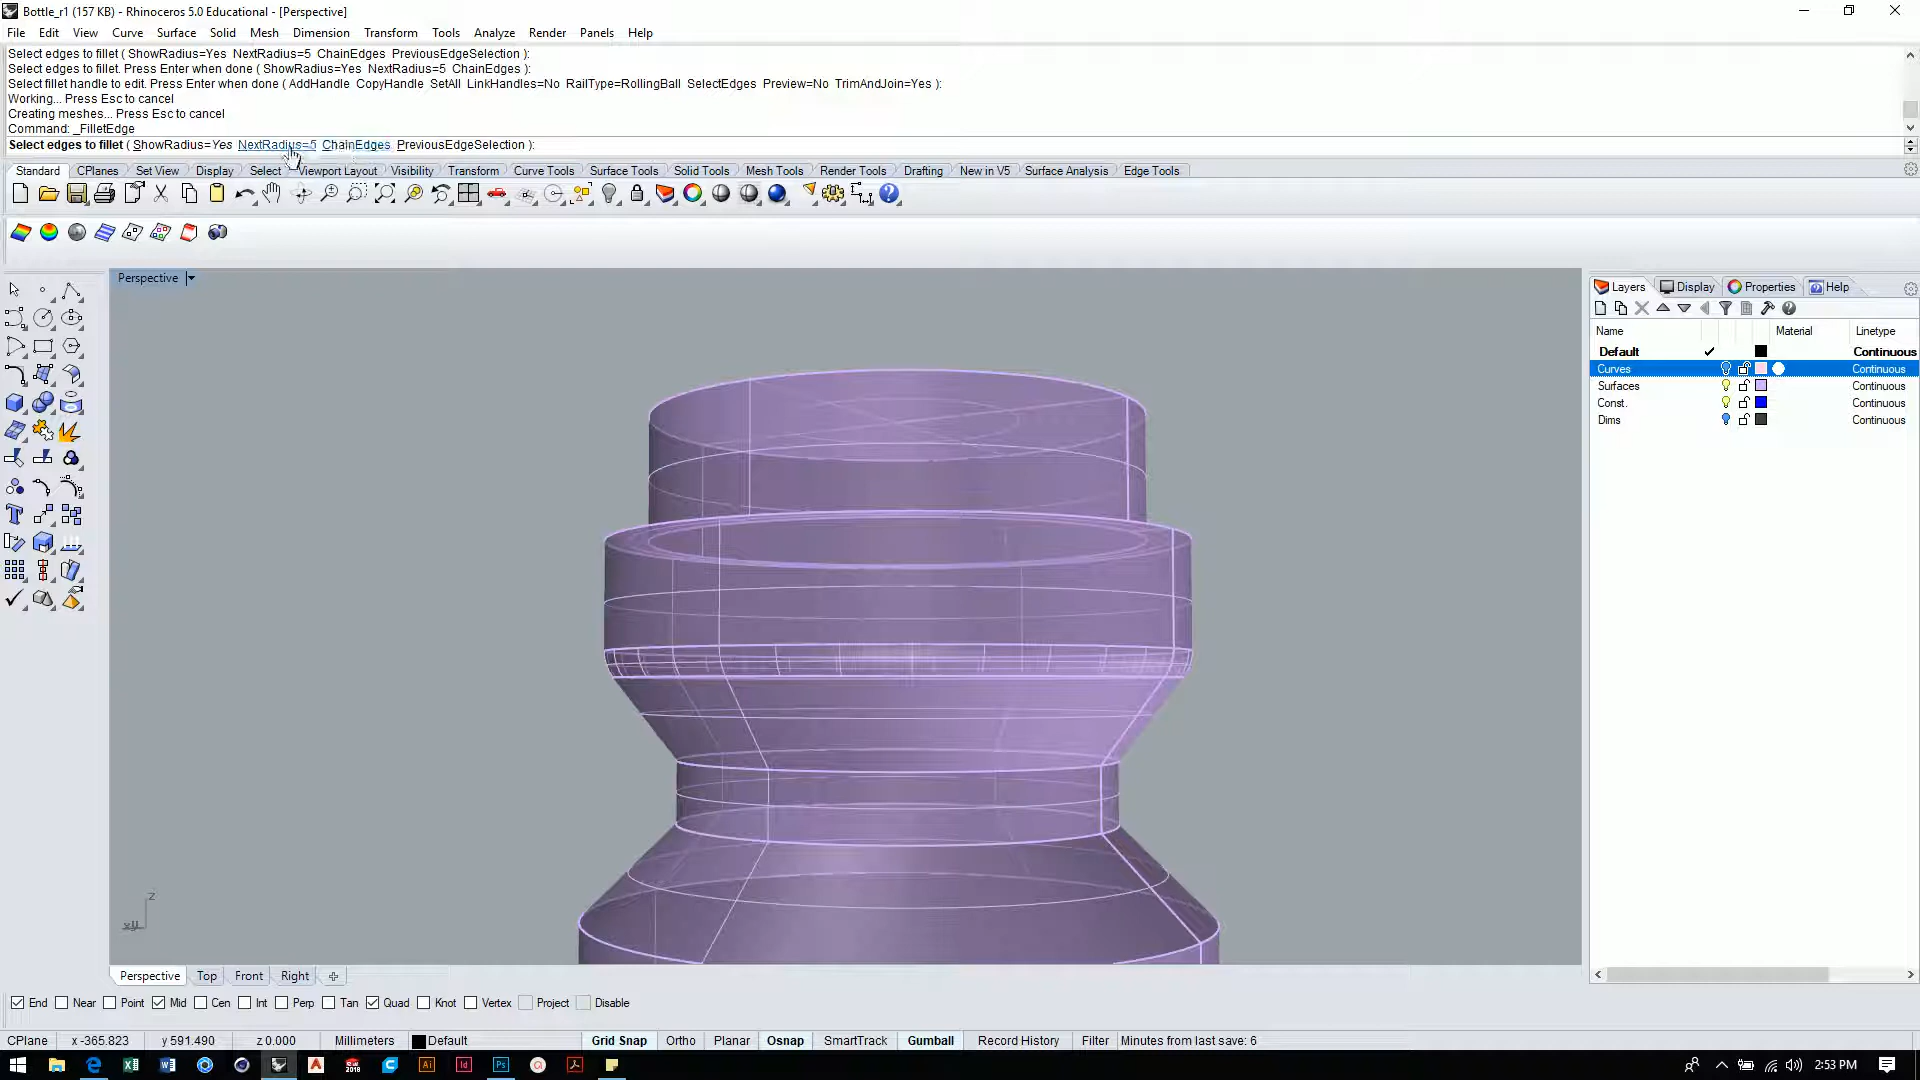 Bottle_r1 (157 KB) - Rhinoceros 5.0 Educational - [Perspective]
File Edit View Curve Surface Solid Mesh Dimension Transform Tools Analyze Render Panels Help
Select edges to fillet ( ShowRadius=Yes NextRadius=5 ChainEdges PreviousEdgeSelection ):
Select edges to fillet. Press Enter when done ( ShowRadius=Yes NextRadius=5 ChainEdges ):
Select fillet handle to edit. Press Enter when done ( AddHandle CopyHandle SetAll LinkHandles=No RailType=RollingBall SelectEdges Preview=No TrimAndJoin=Yes ):
Working... Press Esc to cancel
Creating meshes... Press Esc to cancel
Command: _FilletEdge
Select edges to fillet ( ShowRadius=Yes NextRadius=5 ChainEdges PreviousEdgeSelection ):
Standard CPlanes Set View Display Select Viewport Layout Visibility Transform Curve Tools Surface Tools Solid Tools Mesh Tools Render Tools Drafting New in V5 Surface Analysis Edge Tools
Perspective
Layers Display Properties Help
Name Material Linetype
Default Continuous
Curves Continuous
Surfaces Continuous
Const. Continuous
Dims Continuous
z
xy
Perspective Top Front Right
End Near Point Mid Cen Int Perp Tan Quad Knot Vertex Project Disable
CPlane x -365.823 y 591.490 z 0.000 Millimeters Default Grid Snap Ortho Planar Osnap SmartTrack Gumball Record History Filter Minutes from last save: 6
2:53 PM